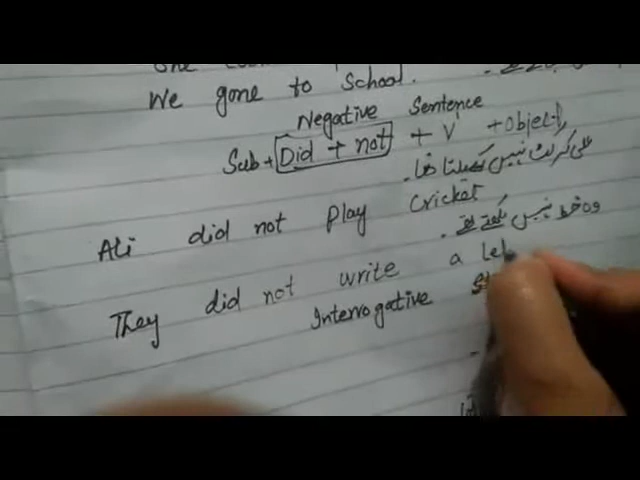 We gone to School.
Negative Sentence
Sub + Did + not + V + Object
علی کرکٹ نہیں کھیلتا تھا.
Ali did not Play Cricket
وہ خط نہیں لکھتے تھے.
They did not write a let
Interrogative